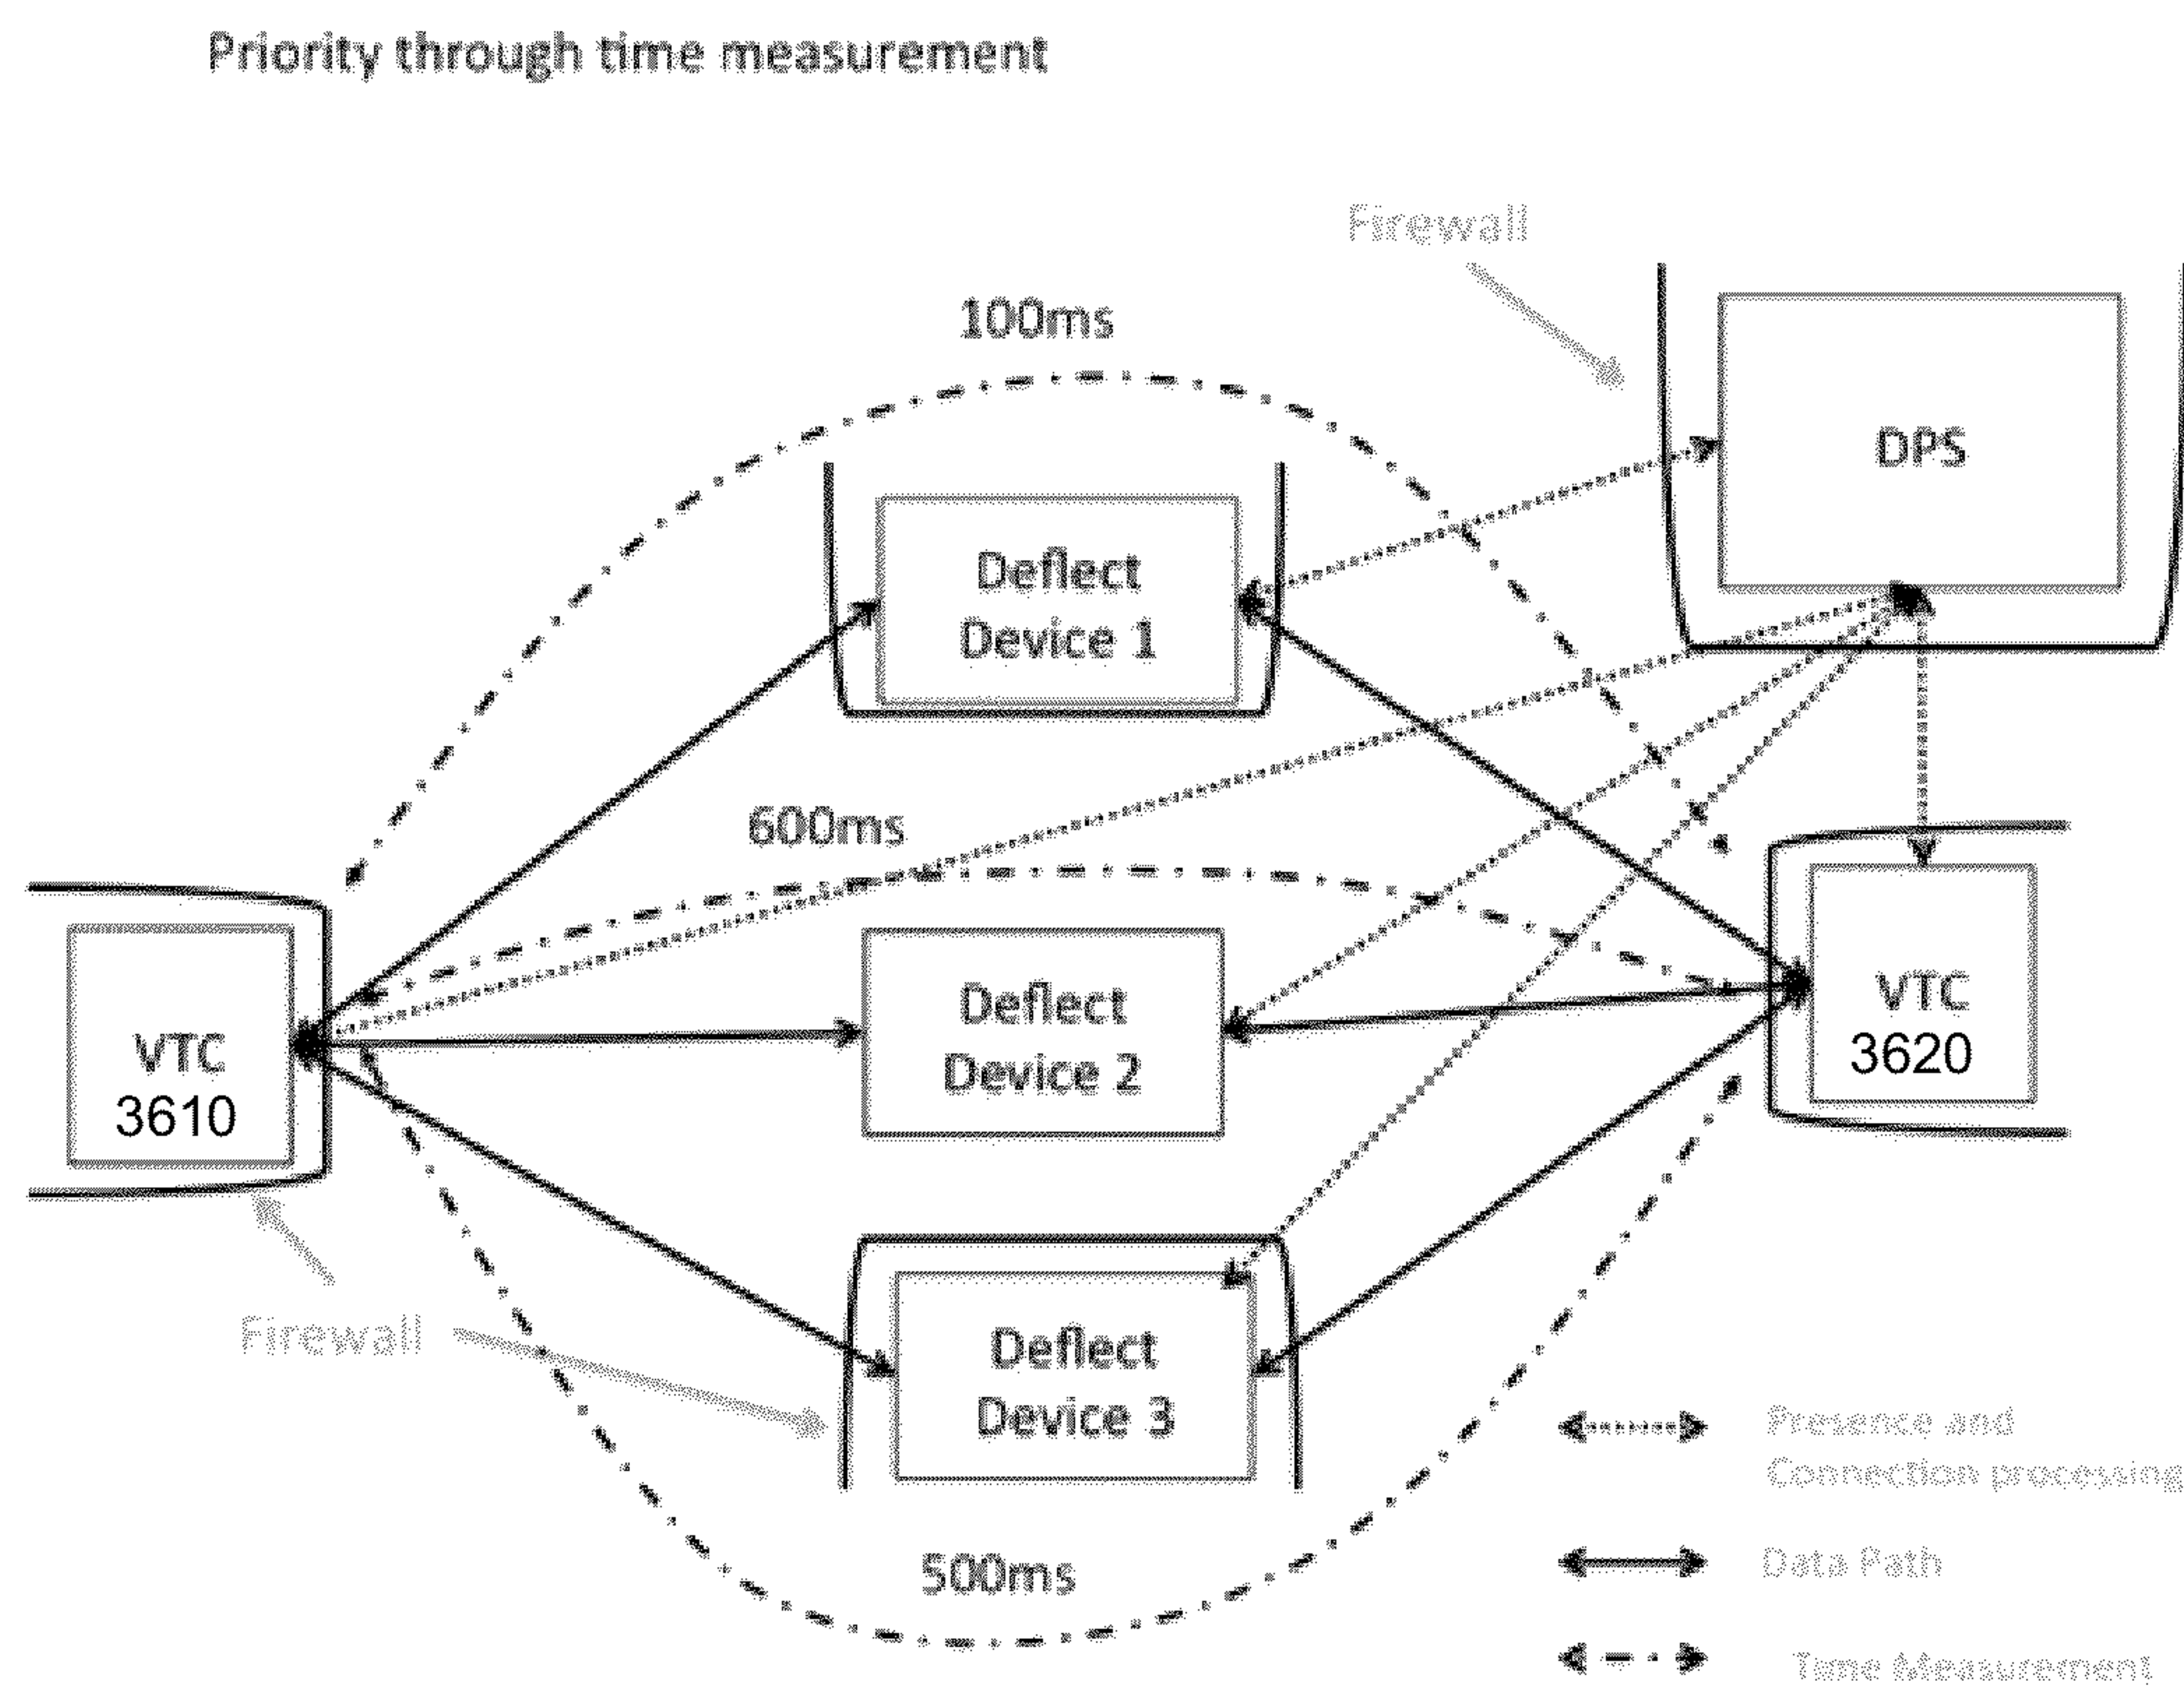 Priority through time measurement
Firewall
100ms
DPS
Deflect
Device 1
600ms
VTC
3610
Deflect
Device 2
VTC
3620
Firewall
Deflect
Device 3
500ms
Presence and
Connection processing
Data Path
Time Measurement